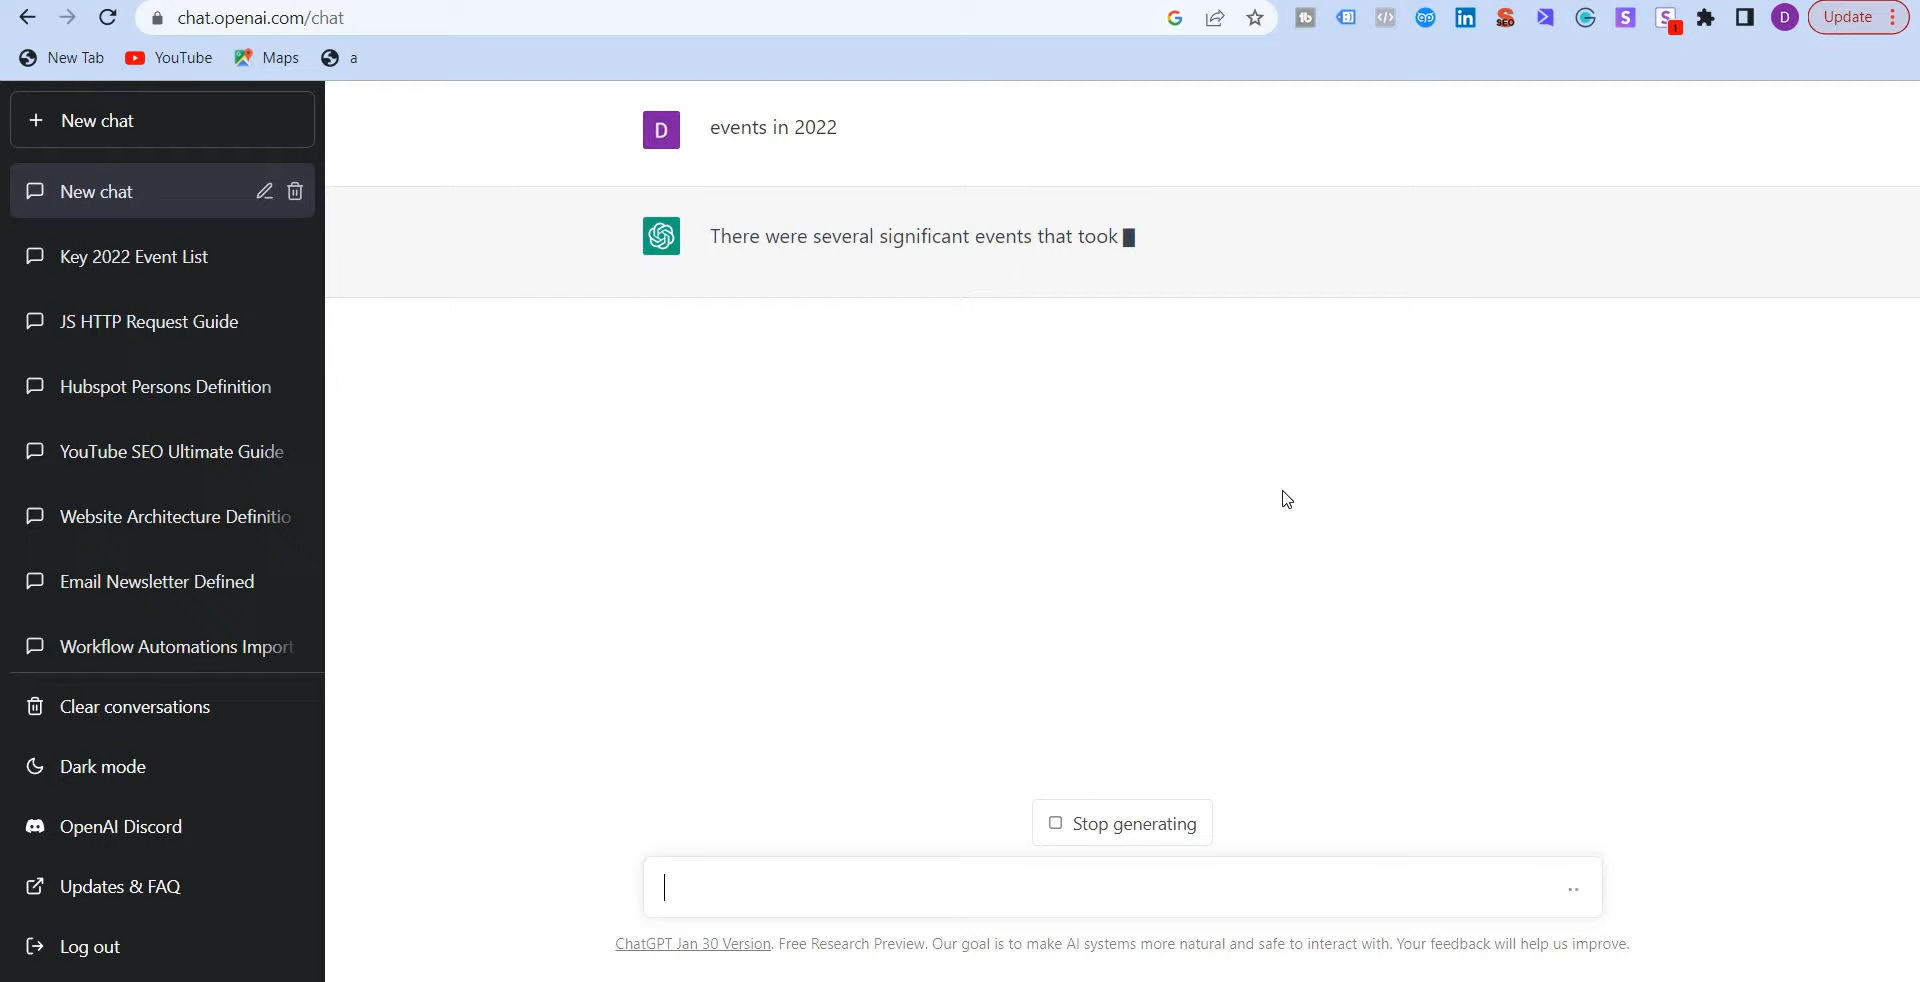 chat.openai.com/chat
Update
New Tab
YouTube
Maps
a
New chat
New chat
Key 2022 Event List
JS HTTP Request Guide
Hubspot Persons Definition
YouTube SEO Ultimate Guide
Website Architecture Definitio
Email Newsletter Defined
Workflow Automations Import
Clear conversations
Dark mode
OpenAI Discord
Updates & FAQ
Log out
D
events in 2022
There were several significant events that took
Stop generating
ChatGPT Jan 30 Version. Free Research Preview. Our goal is to make AI systems more natural and safe to interact with. Your feedback will help us improve.